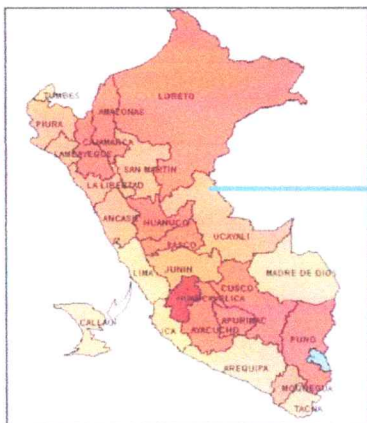 TUMBES
LORETO
PIURA
AMAZONAS
CAJAMARCA
LAMBAYEQUE
SAN MARTIN
LA LIBERTAD
ANCASH
HUANUCO
UCAYALI
PASCO
LIMA
JUNIN
MADRE DE DIOS
CUSCO
HUANCAVELICA
CALLAO
APURIMAC
ICA
AYACUCHO
PUNO
AREQUIPA
MOQUEGUA
TACNA